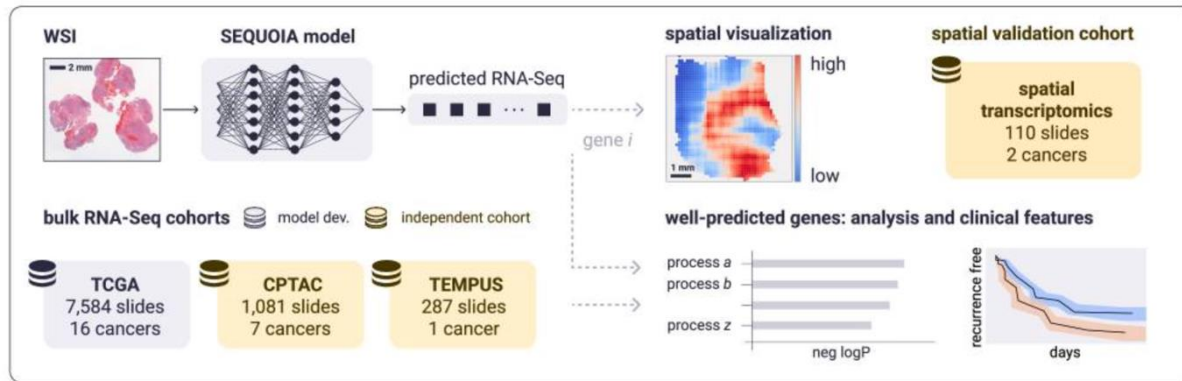 WSI
2 mm
SEQUOIA model
predicted RNA-Seq
...
gene i
spatial visualization
high
low
1 mm
spatial validation cohort
spatial
transcriptomics
110 slides
2 cancers
bulk RNA-Seq cohorts
model dev.
independent cohort
TCGA
7,584 slides
16 cancers
CPTAC
1,081 slides
7 cancers
TEMPUS
287 slides
1 cancer
well-predicted genes: analysis and clinical features
process a
process b
process z
neg logP
recurrence free
days